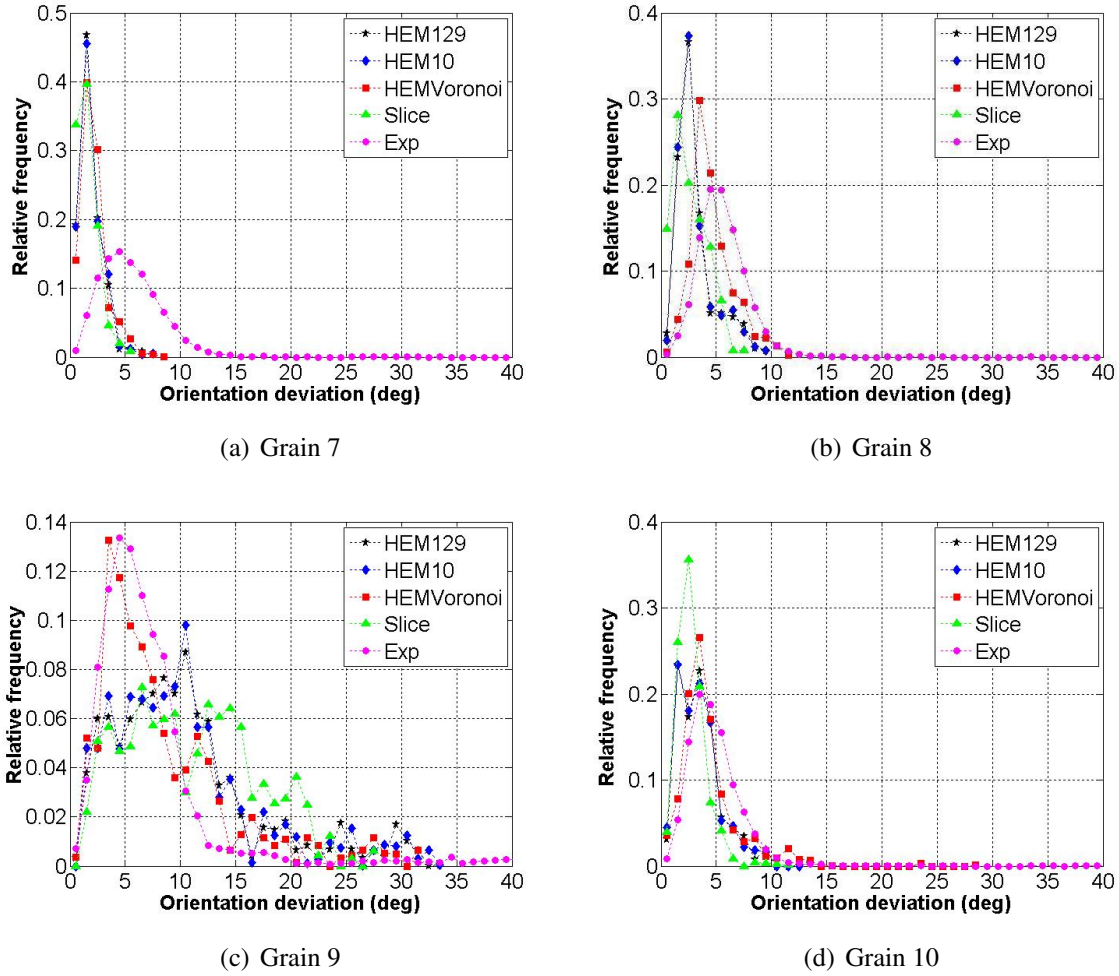 0.5
0.4
0.3
0.2
0.1
0
Relative frequency
0 5 10 15 20 25 30 35 40
Orientation deviation (deg)
HEM129
HEM10
HEMVoronoi
Slice
Exp
(a) Grain 7
0.4
0.3
0.2
0.1
0
Relative frequency
0 5 10 15 20 25 30 35 40
Orientation deviation (deg)
HEM129
HEM10
HEMVoronoi
Slice
Exp
(b) Grain 8
0.14
0.12
0.1
0.08
0.06
0.04
0.02
0
Relative frequency
0 5 10 15 20 25 30 35 40
Orientation deviation (deg)
HEM129
HEM10
HEMVoronoi
Slice
Exp
(c) Grain 9
0.4
0.3
0.2
0.1
0
Relative frequency
0 5 10 15 20 25 30 35 40
Orientation deviation (deg)
HEM129
HEM10
HEMVoronoi
Slice
Exp
(d) Grain 10